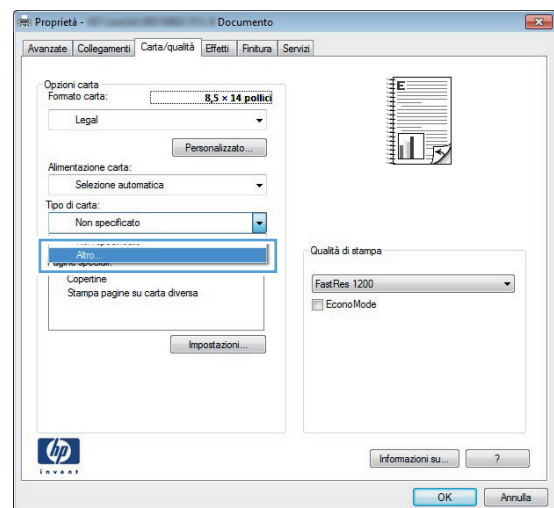 Proprietà - Documento
Avanzate Collegamenti Carta/qualità Effetti Finitura Servizi
Opzioni carta
Formato carta: 8,5 × 14 pollici
Legal
Personalizzato...
Alimentazione carta:
Selezione automatica
Tipo di carta:
Non specificato
Altro...
Qualità di stampa
Copertine
Stampa pagine su carta diversa
FastRes 1200
EconoMode
Impostazioni...
hp
invent
Informazioni su... ?
OK Annulla